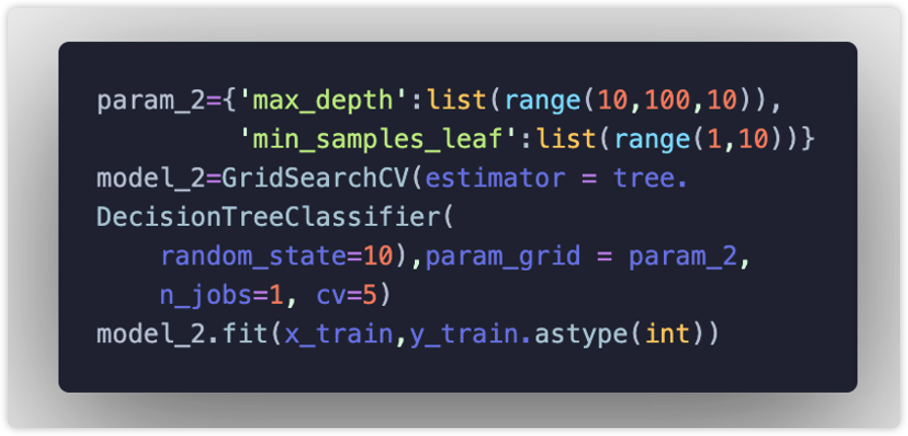 param_2={'max_depth':list(range(10,100,10)),
         'min_samples_leaf':list(range(1,10))}
model_2=GridSearchCV(estimator = tree.
DecisionTreeClassifier(
    random_state=10),param_grid = param_2,
    n_jobs=1, cv=5)
model_2.fit(x_train,y_train.astype(int))